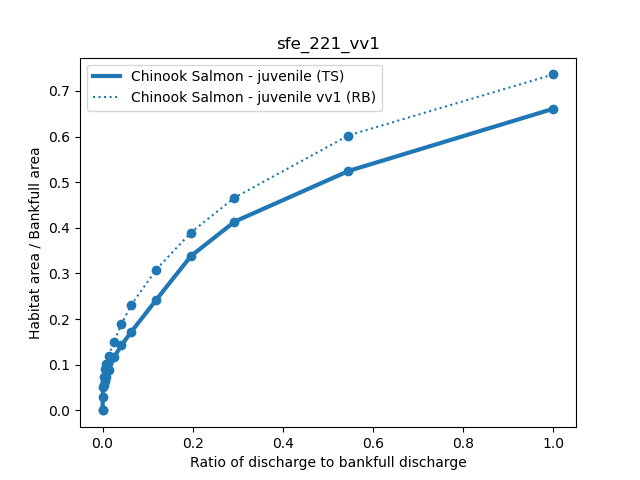 sfe_221_vv1
Chinook Salmon - juvenile (TS)
Chinook Salmon - juvenile vv1 (RB)
Habitat area / Bankfull area
0.7
0.6
0.5
0.4
0.3
0.2
0.1
0.0
0.0 0.2 0.4 0.6 0.8 1.0
Ratio of discharge to bankfull discharge